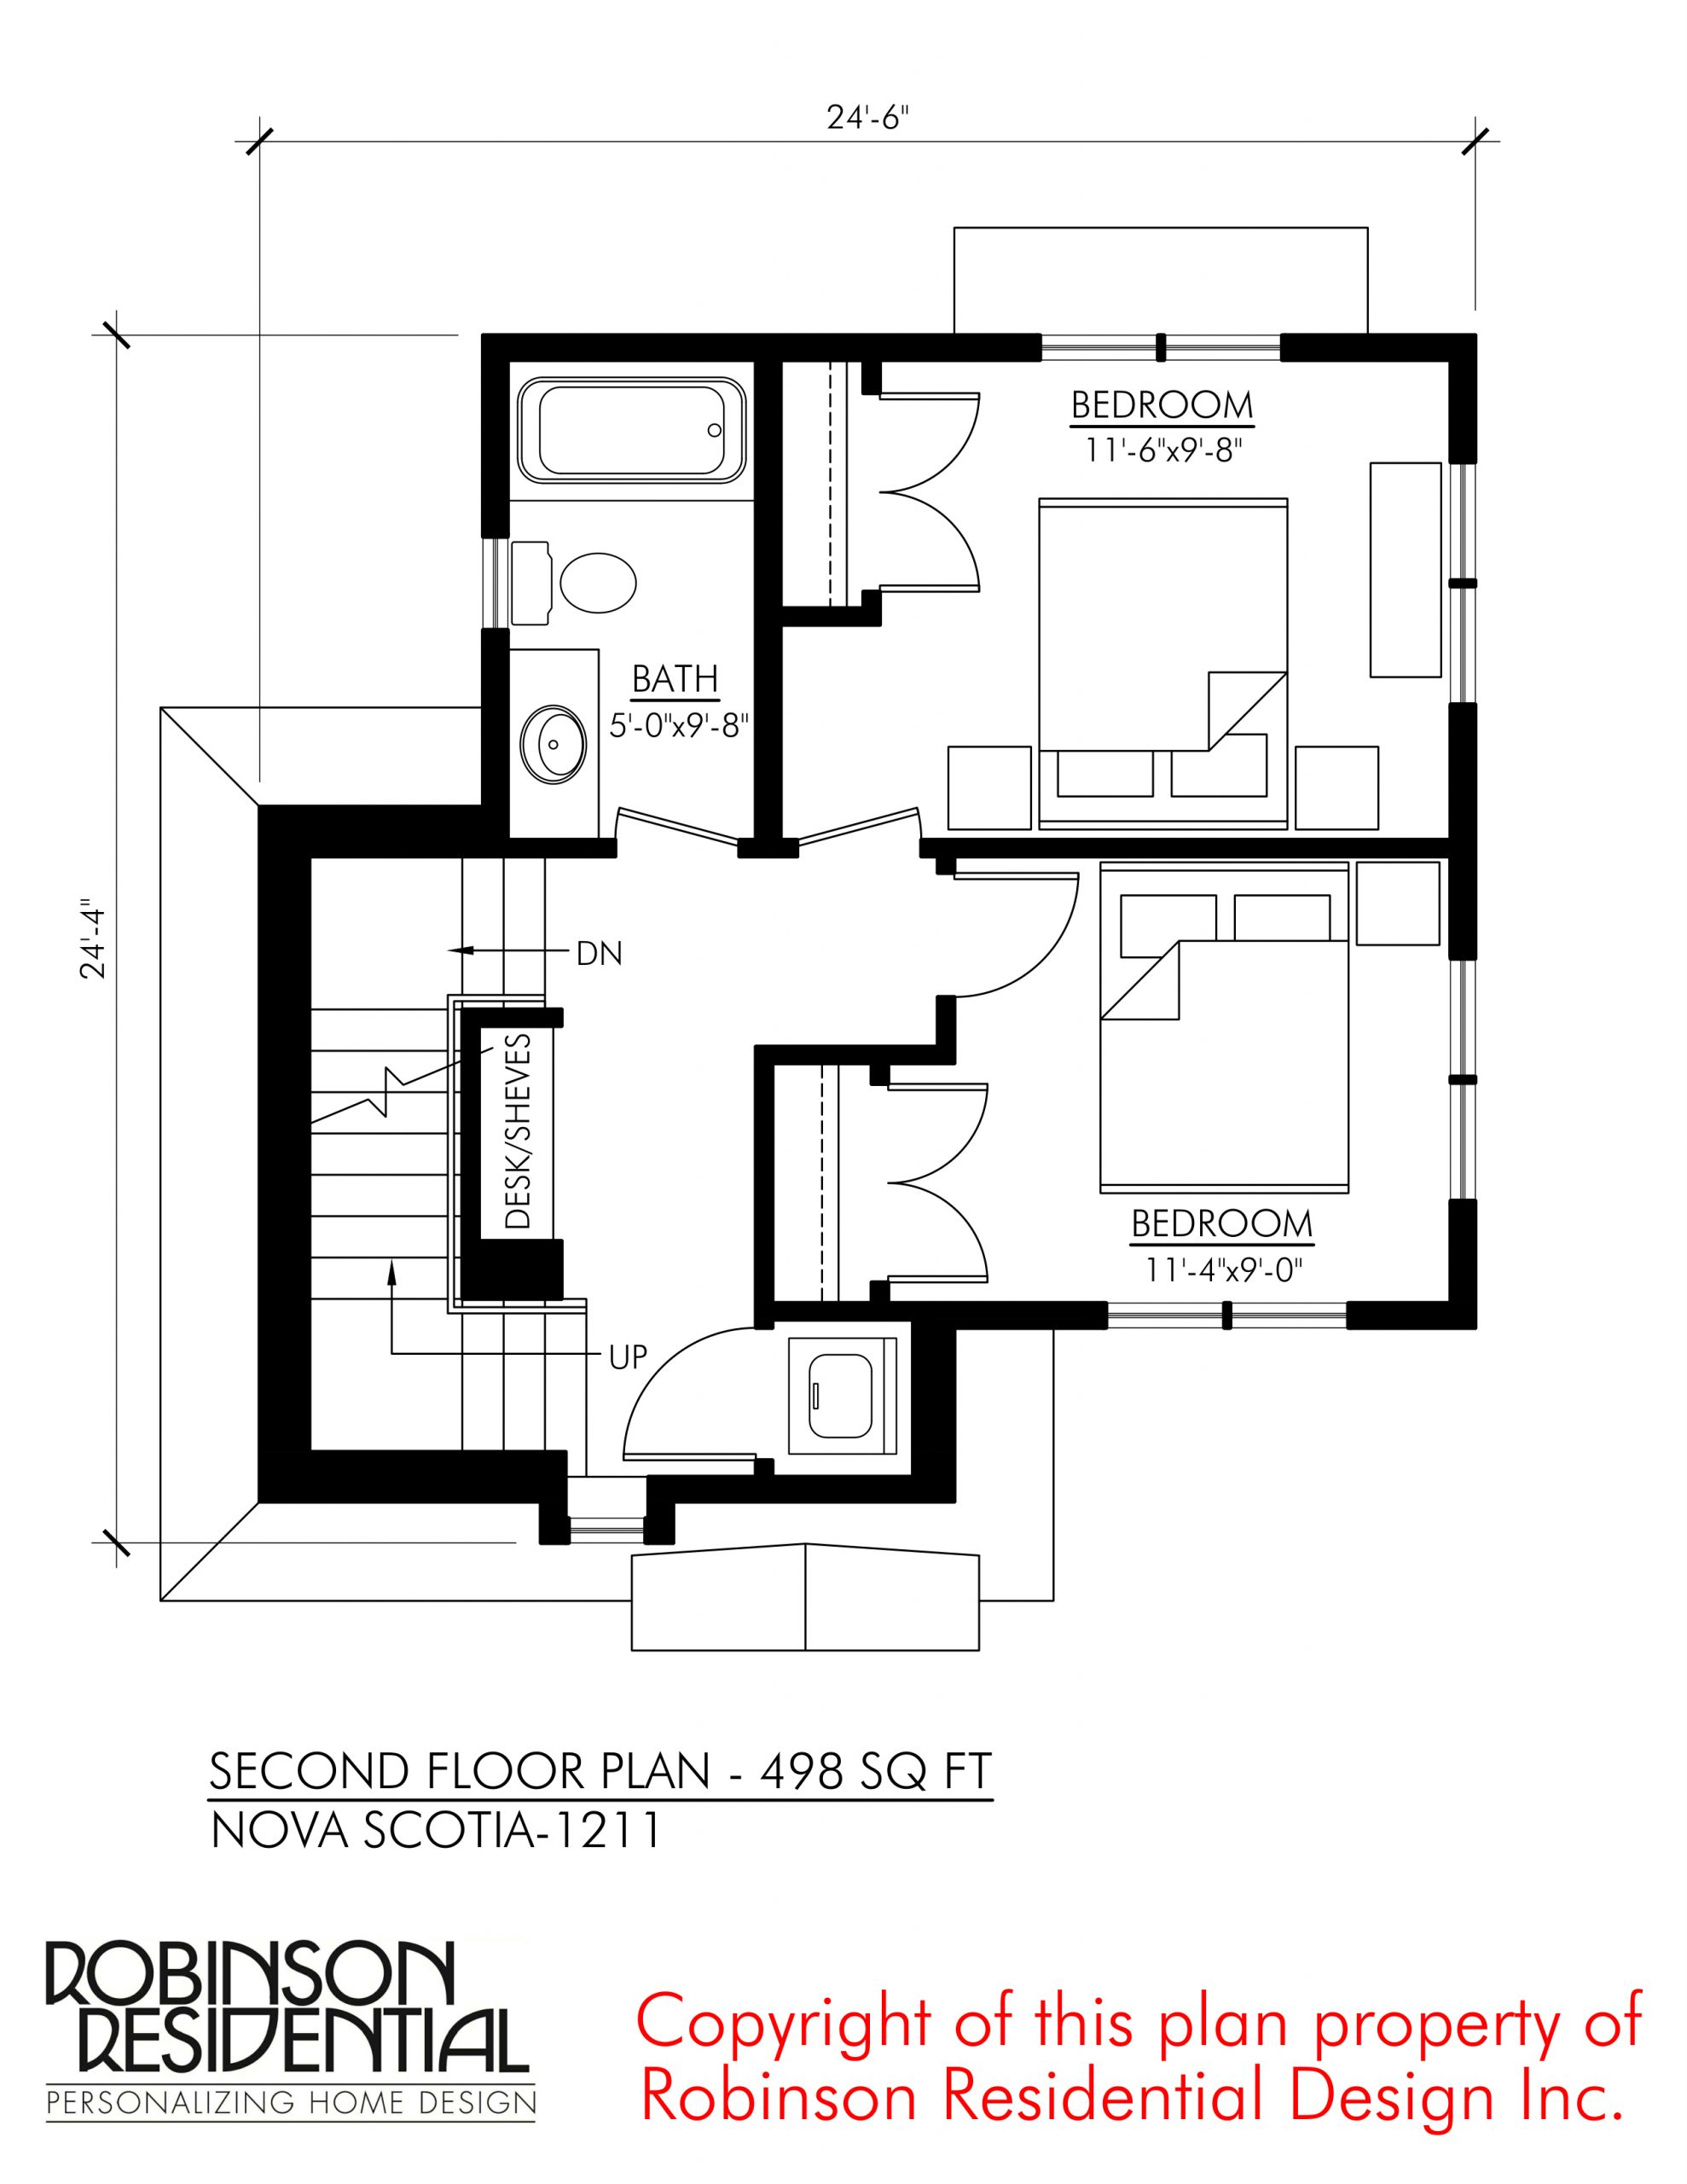 24'-6"
BEDROOM
11'-6"x9'-8"
BATH
5'-0"x9'-8"
24'-4"
DN
DESK/SHEVES
BEDROOM
11'-4"x9'-0"
UP
SECOND FLOOR PLAN - 498 SQ FT
NOVA SCOTIA-1211
ROBINSON
RESIDENTIAL
PERSONALIZING HOME DESIGN
Copyright of this plan property of
Robinson Residential Design Inc.